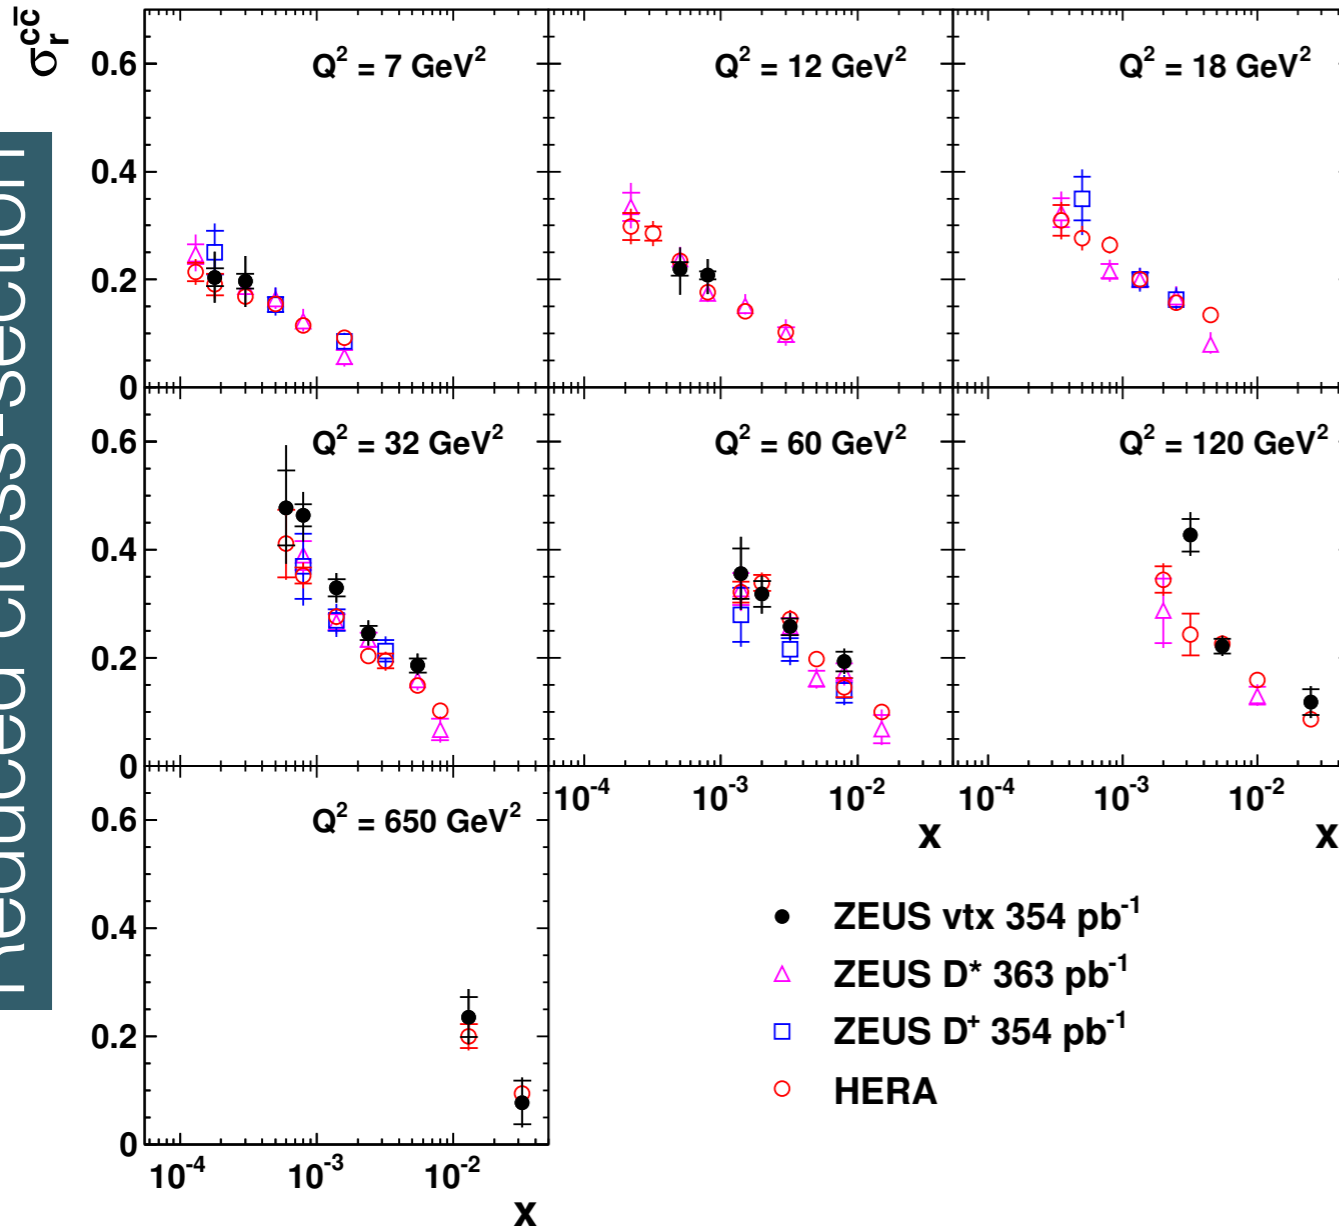 Reduced cross-section
σ_r^{cc̅}
Q² = 7 GeV²
Q² = 12 GeV²
Q² = 18 GeV²
0.6
0.4
0.2
0
Q² = 32 GeV²
Q² = 60 GeV²
Q² = 120 GeV²
0.6
0.4
0.2
0
10⁻⁴ 10⁻³ 10⁻² x
10⁻⁴ 10⁻³ 10⁻² x
Q² = 650 GeV²
0.6
0.4
0.2
0
10⁻⁴ 10⁻³ 10⁻² x
ZEUS vtx 354 pb⁻¹
ZEUS D* 363 pb⁻¹
ZEUS D⁺ 354 pb⁻¹
HERA